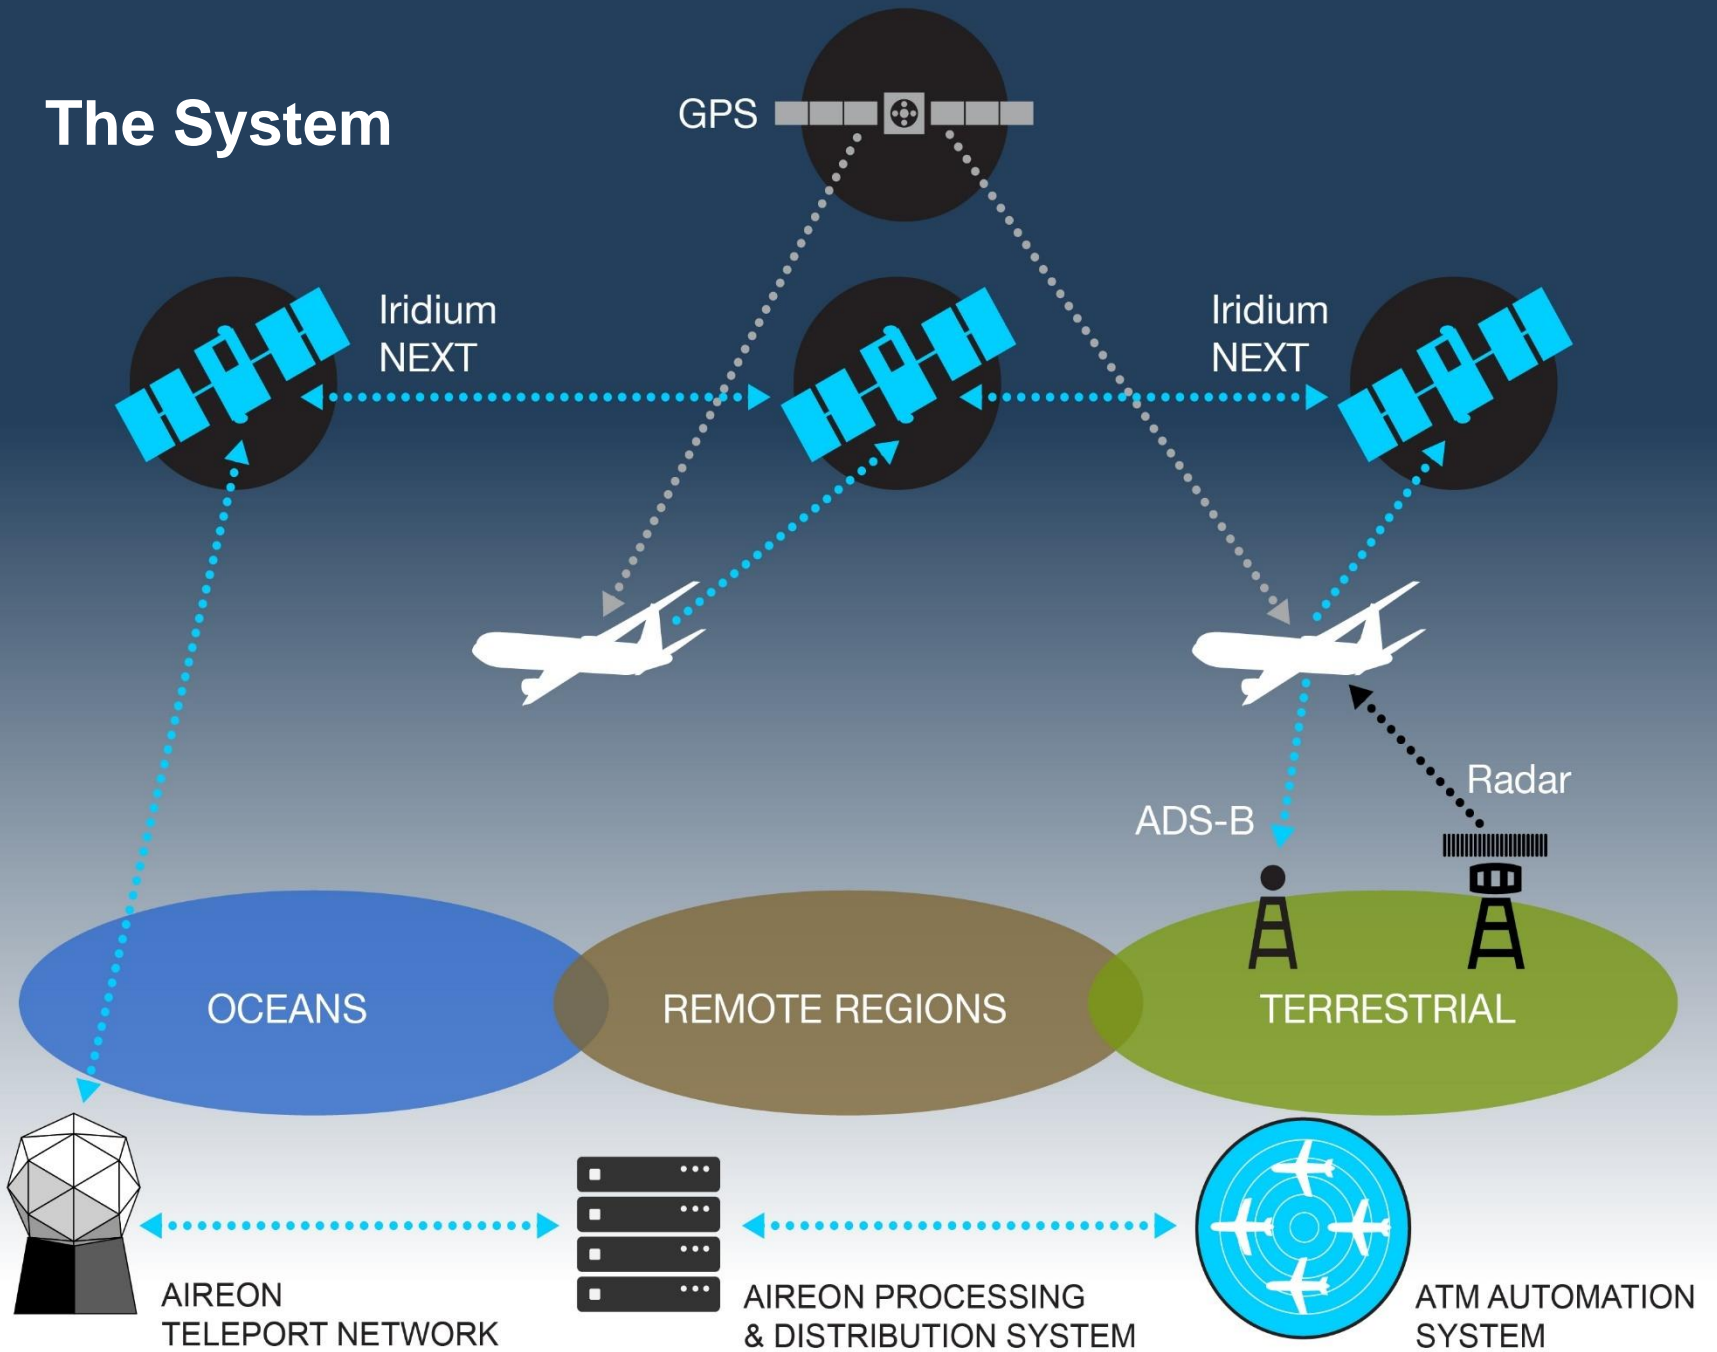 The System
GPS
Iridium
NEXT
Iridium
NEXT
Radar
ADS-B
OCEANS
REMOTE REGIONS
TERRESTRIAL
AIREON
TELEPORT NETWORK
AIREON PROCESSING
& DISTRIBUTION SYSTEM
ATM AUTOMATION
SYSTEM